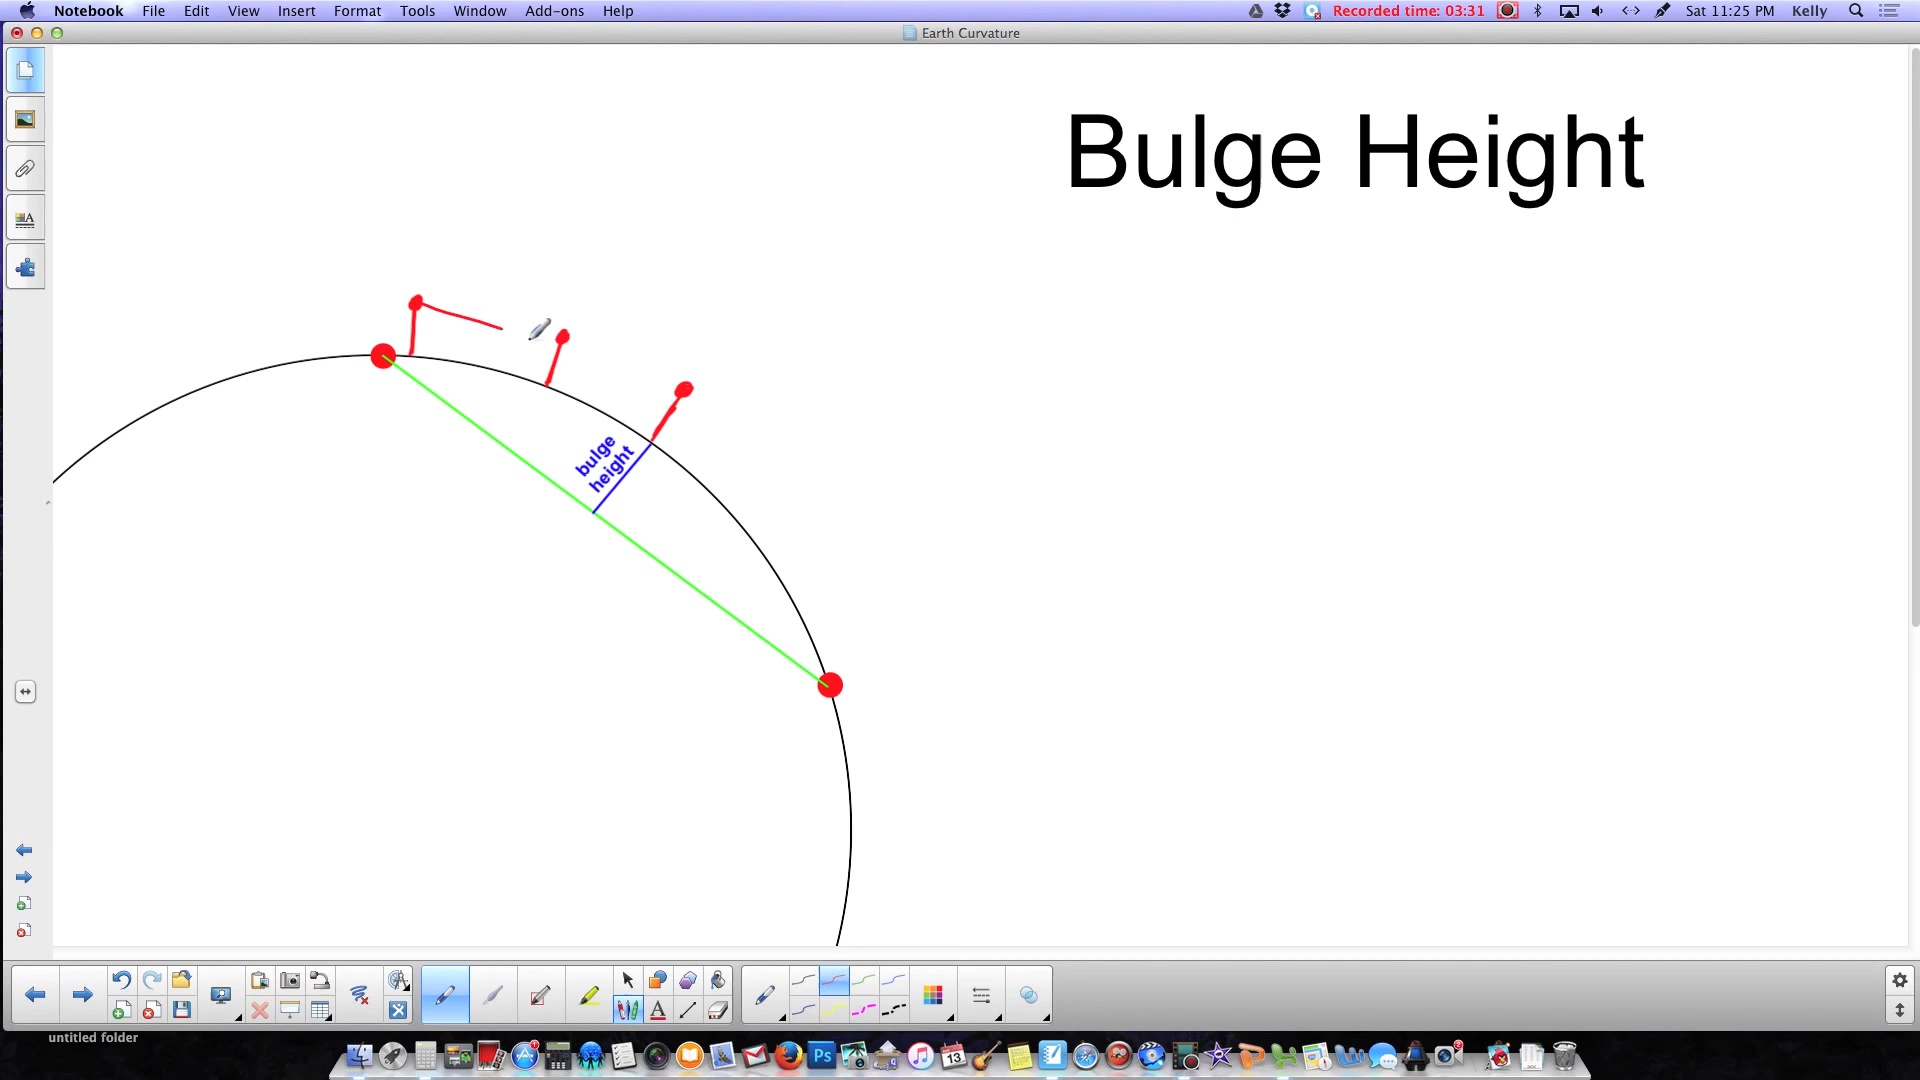 Notebook File Edit View Insert Format Tools Window Add-ons Help Recorded time: 03:31 Sat 11:25 PM Kelly
Earth Curvature
Bulge Height
bulge
height
untitled folder